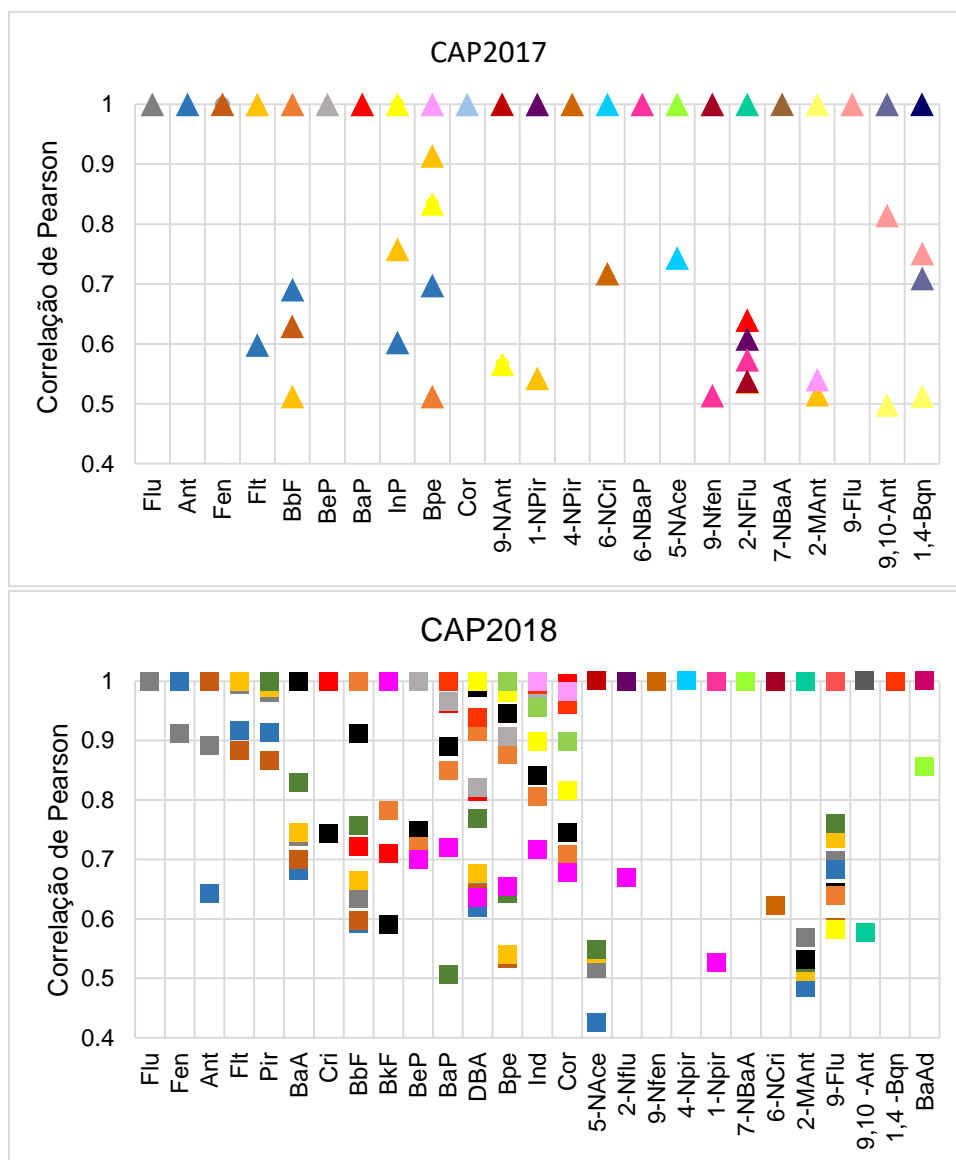 CAP2017
Correlação de Pearson
1
0.9
0.8
0.7
0.6
0.5
0.4
Flu
Ant
Fen
Flt
BbF
BeP
BaP
InP
Bpe
Cor
9-NAnt
1-NPir
4-NPir
6-NCri
6-NBaP
5-NAce
9-Nfen
2-NFlu
7-NBaA
2-MAnt
9-Flu
9,10-Ant
1,4-Bqn
CAP2018
Correlação de Pearson
1
0.9
0.8
0.7
0.6
0.5
0.4
Flu
Fen
Ant
Flt
Pir
BaA
Cri
BbF
BkF
BeP
BaP
DBA
Bpe
Ind
Cor
5-NAce
2-Nflu
9-Nfen
4-Npir
1-Npir
7-NBaA
6-NCri
2-MAnt
9-Flu
9,10 -Ant
1,4 -Bqn
BaAd